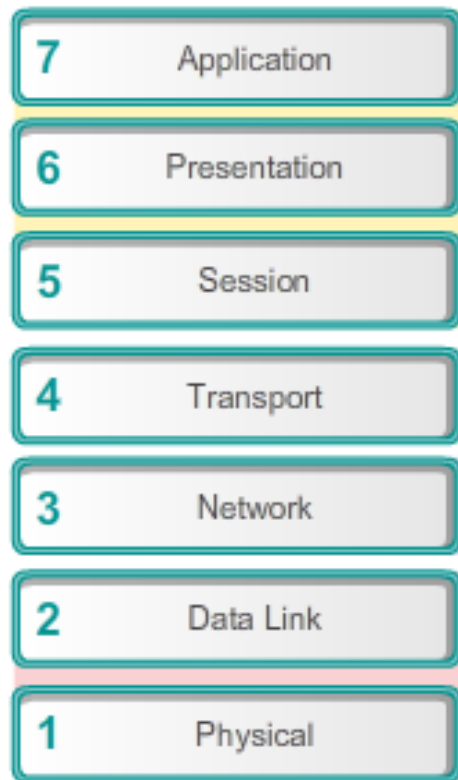 7 Application
6 Presentation
5 Session
4 Transport
3 Network
2 Data Link
1 Physical